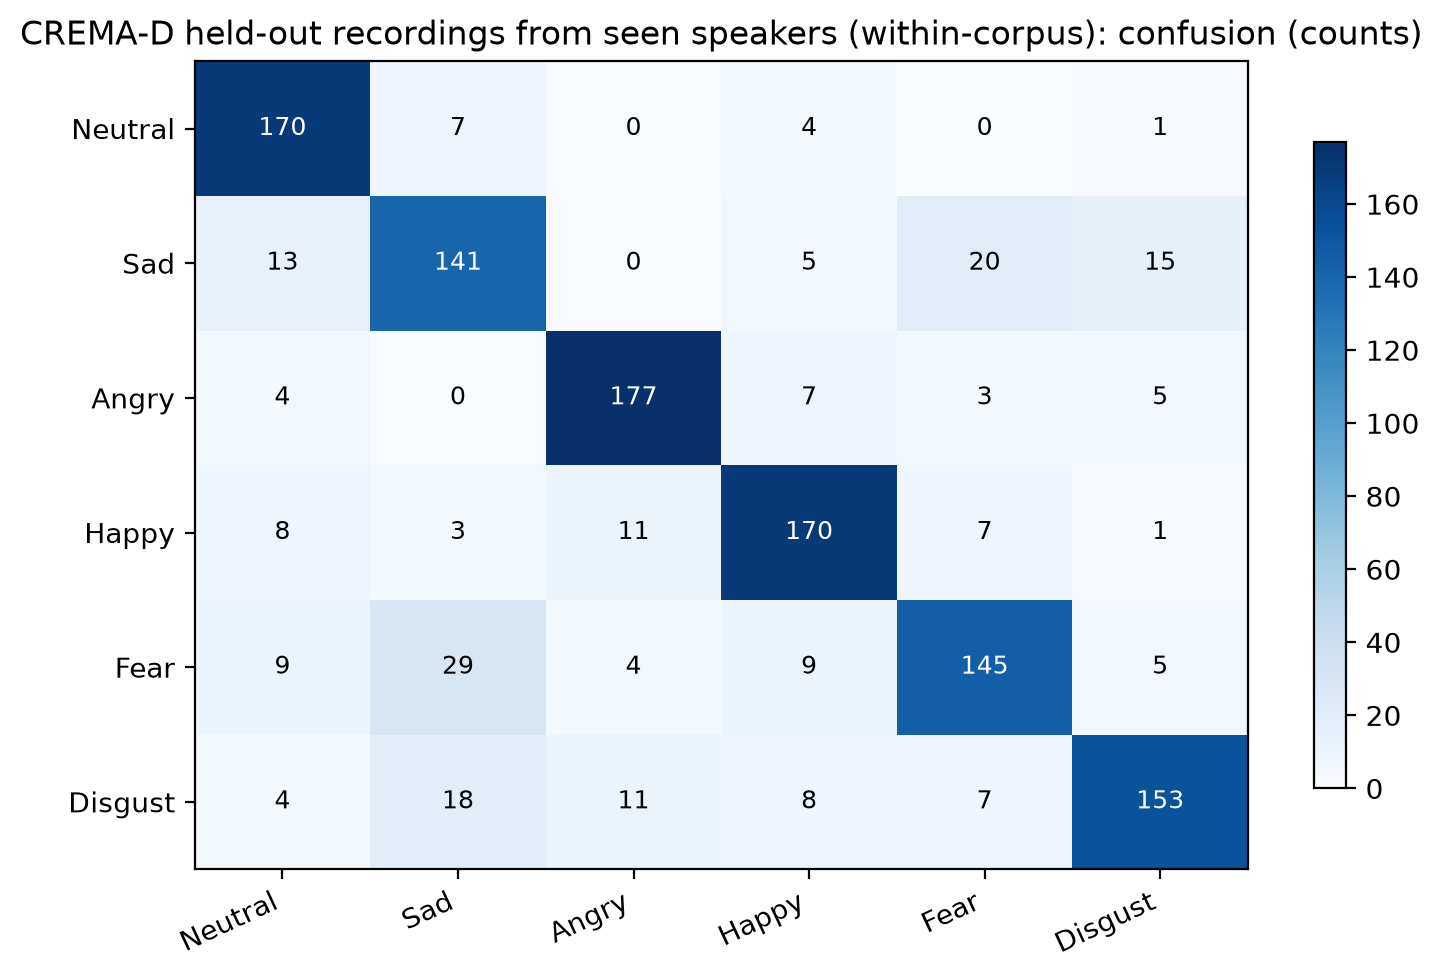 CREMA-D held-out recordings from seen speakers (within-corpus): confusion (counts)
Neutral 170 7 0 4 0 1
Sad 13 141 0 5 20 15
Angry 4 0 177 7 3 5
Happy 8 3 11 170 7 1
Fear 9 29 4 9 145 5
Disgust 4 18 11 8 7 153
Neutral Sad Angry Happy Fear Disgust
160
140
120
100
80
60
40
20
0